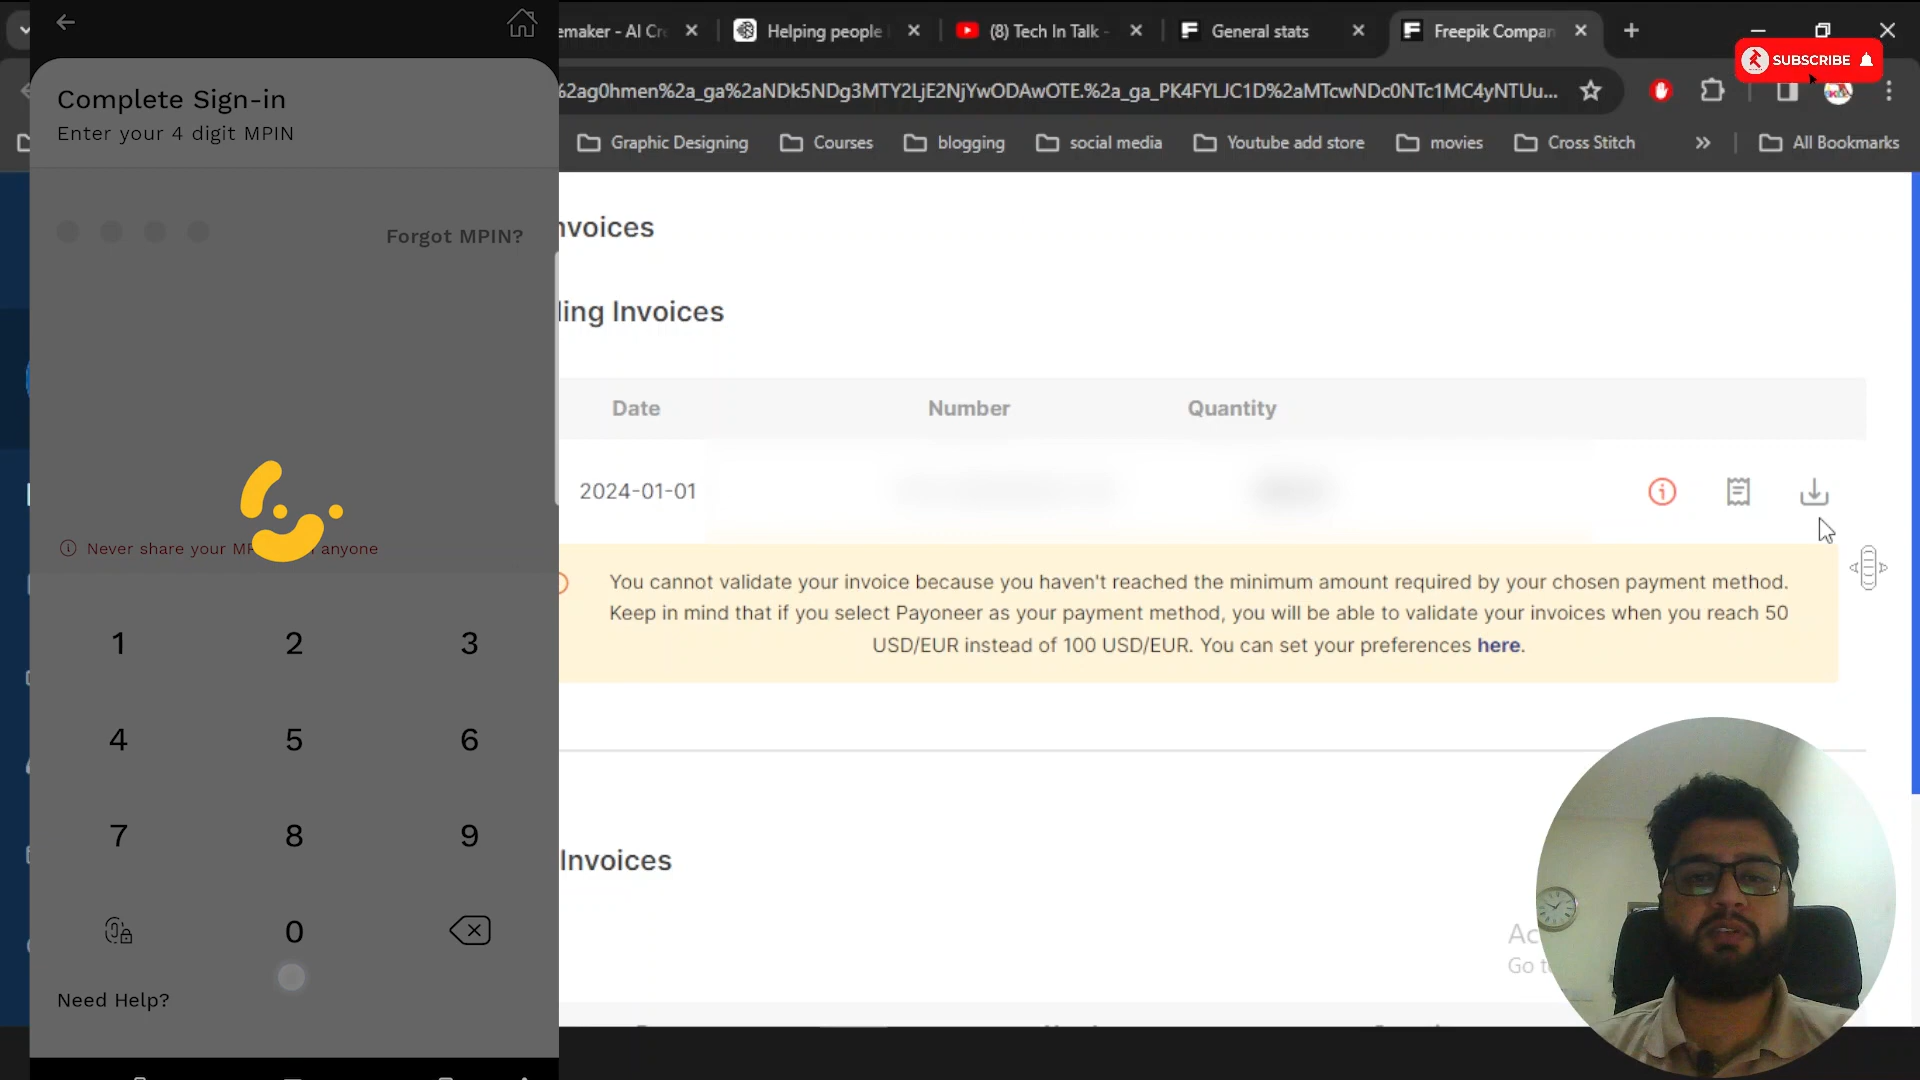 emaker - AI Cr
Helping people
(8) Tech In Talk -
General stats
Freepik Compan
SUBSCRIBE
%2ag0hmen%2a_ga%2aNDk5NDg3MTY2LjE2NjYwODAwOTE.%2a_ga_PK4FYLJC1D%2aMTcwNDc0NTc1MC4yNTUu...
Graphic Designing
Courses
blogging
social media
Youtube add store
movies
Cross Stitch
All Bookmarks
Complete Sign-in
Enter your 4 digit MPIN
Forgot MPIN?
Never share your MP anyone
1 2 3
4 5 6
7 8 9
0
Need Help?
nvoices
ling Invoices
Date Number Quantity
2024-01-01
You cannot validate your invoice because you haven't reached the minimum amount required by your chosen payment method.
Keep in mind that if you select Payoneer as your payment method, you will be able to validate your invoices when you reach 50
USD/EUR instead of 100 USD/EUR. You can set your preferences here.
Invoices
Ac
Go t